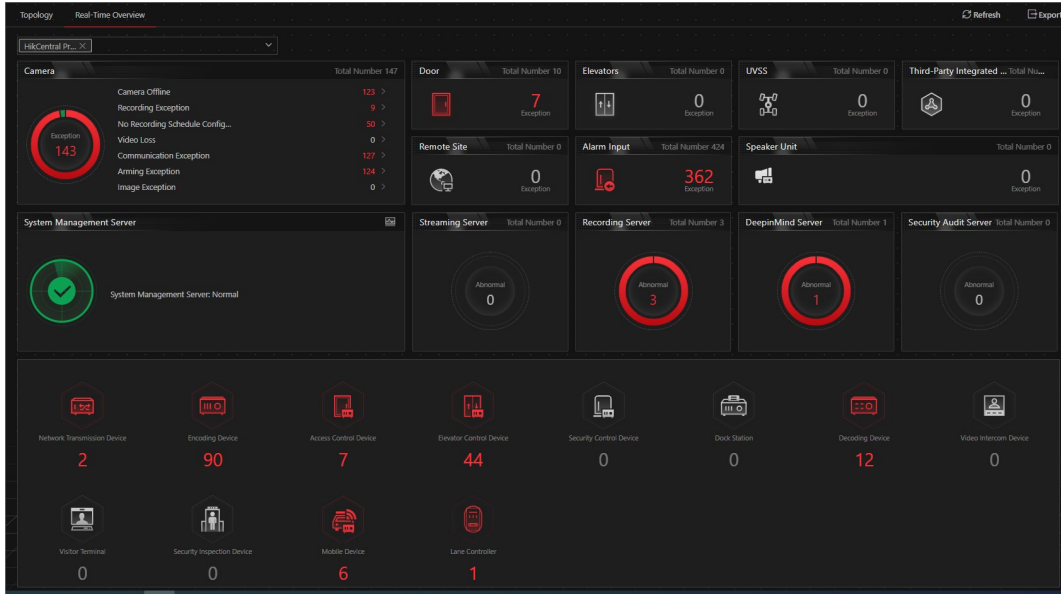 Topology Real-Time Overview Refresh Export
HikCentral Pr...
Camera Total Number 147
Exception
143
Camera Offline 123
Recording Exception 9
No Recording Schedule Config... 50
Video Loss 0
Communication Exception 127
Arming Exception 124
Image Exception 0
Door Total Number 10
7
Exception
Elevators Total Number 0
0
Exception
UVSS Total Number 0
0
Exception
Third-Party Integrated ... Total Nu...
0
Exception
Remote Site Total Number 0
0
Exception
Alarm Input Total Number 424
362
Exception
Speaker Unit Total Number 0
0
Exception
System Management Server
System Management Server: Normal
Streaming Server Total Number 0
Abnormal
0
Recording Server Total Number 3
Abnormal
3
DeepinMind Server Total Number 1
Abnormal
1
Security Audit Server Total Number 0
Abnormal
0
Network Transmission Device
2
Encoding Device
90
Access Control Device
7
Elevator Control Device
44
Security Control Device
0
Dock Station
0
Decoding Device
12
Video Intercom Device
0
Visitor Terminal
0
Security Inspection Device
0
Mobile Device
6
Lane Controller
1